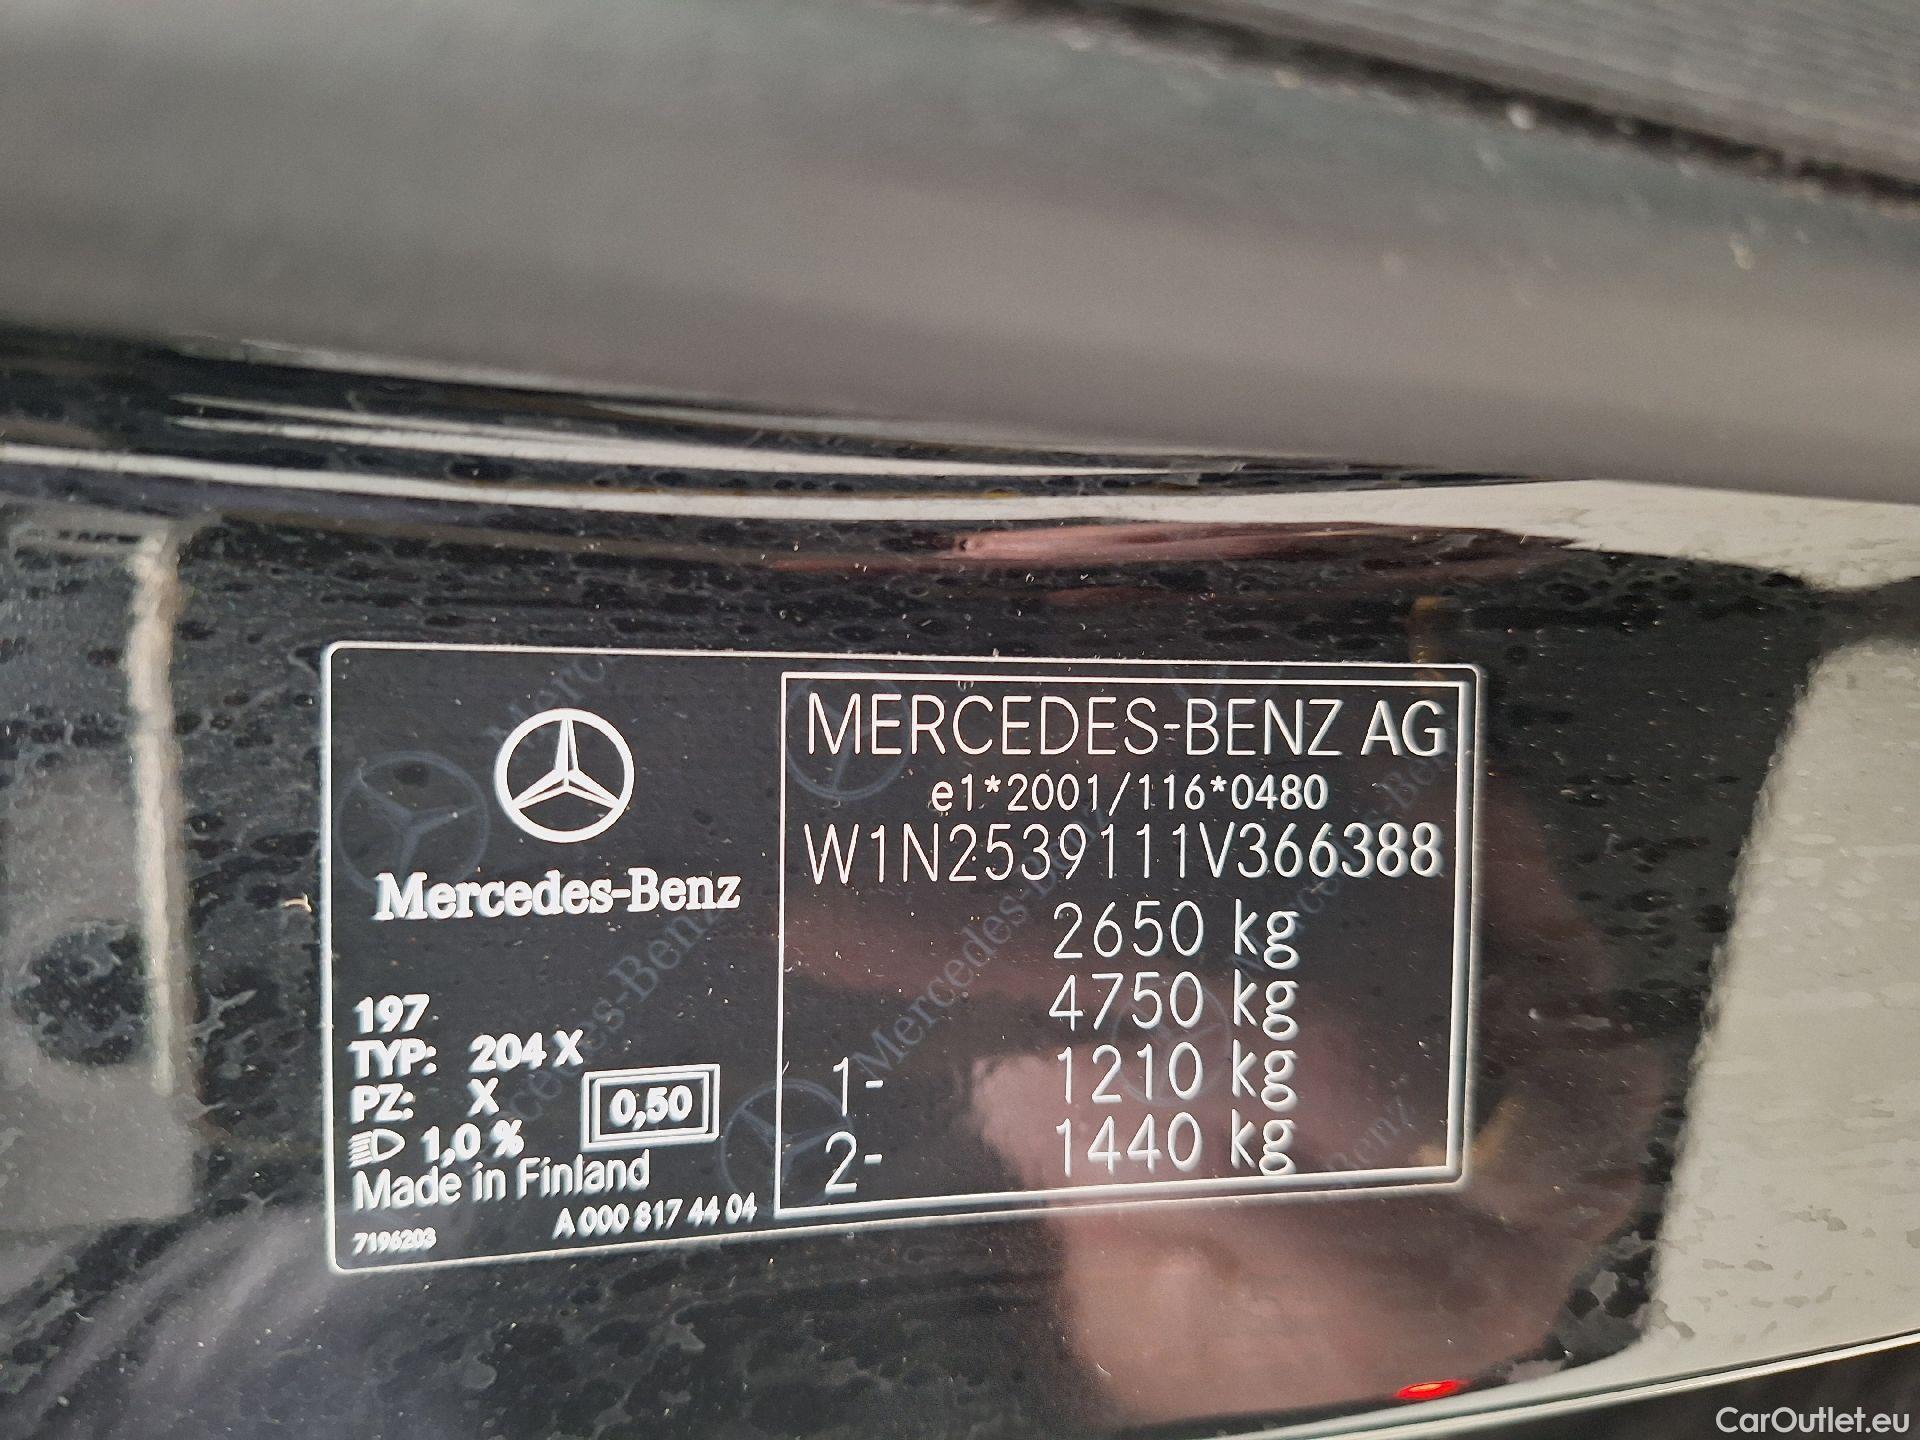 MERCEDES-BENZ AG
e1*2001/116*0480
W1N2539111V366388
2650 kg
4750 kg
1- 1210 kg
2- 1440 kg
Mercedes-Benz
197
TYP: 204 X
PZ: X
0,50
1,0 %
Made in Finland
A 000 817 44 04
7196203
CarOutlet.eu